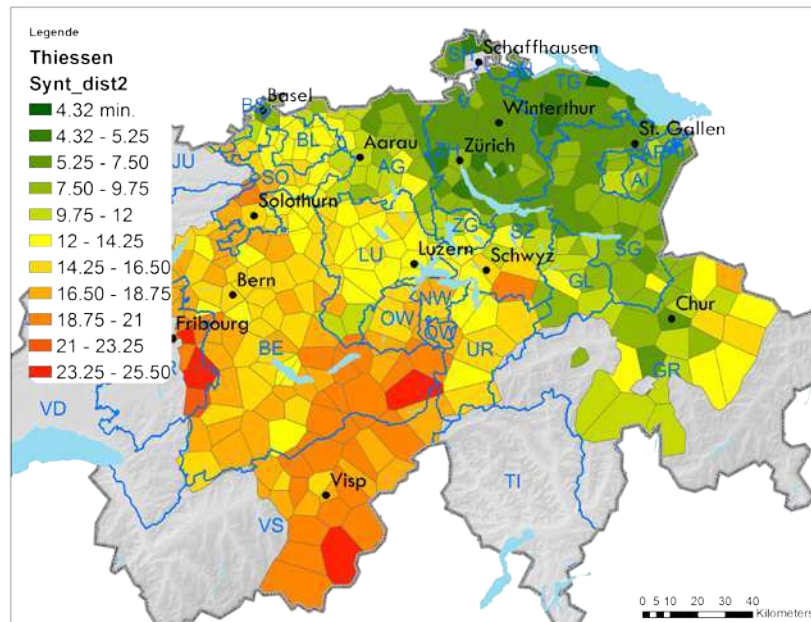 Legende
Thiessen
Synt_dist2
4.32 min.
4.32 - 5.25
5.25 - 7.50
7.50 - 9.75
9.75 - 12
12 - 14.25
14.25 - 16.50
16.50 - 18.75
18.75 - 21
21 - 23.25
23.25 - 25.50
SH
Schaffhausen
TG
BS
Basel
Winterthur
BL
Aarau
ZH
Zürich
St. Gallen
AR
AI
JU
SO
AG
Solothurn
ZG
SZ
LU
Luzern
Schwyz
SG
Bern
GL
NW
Chur
OW
OW
Fribourg
BE
UR
GR
VD
Visp
TI
VS
0 5 10 20 30 40
Kilometers